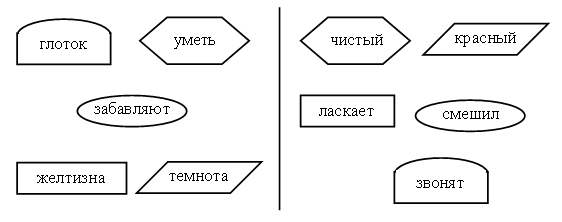 глоток
уметь
забавляют
желтизна
темнота
чистый
красный
ласкает
смешил
звонят